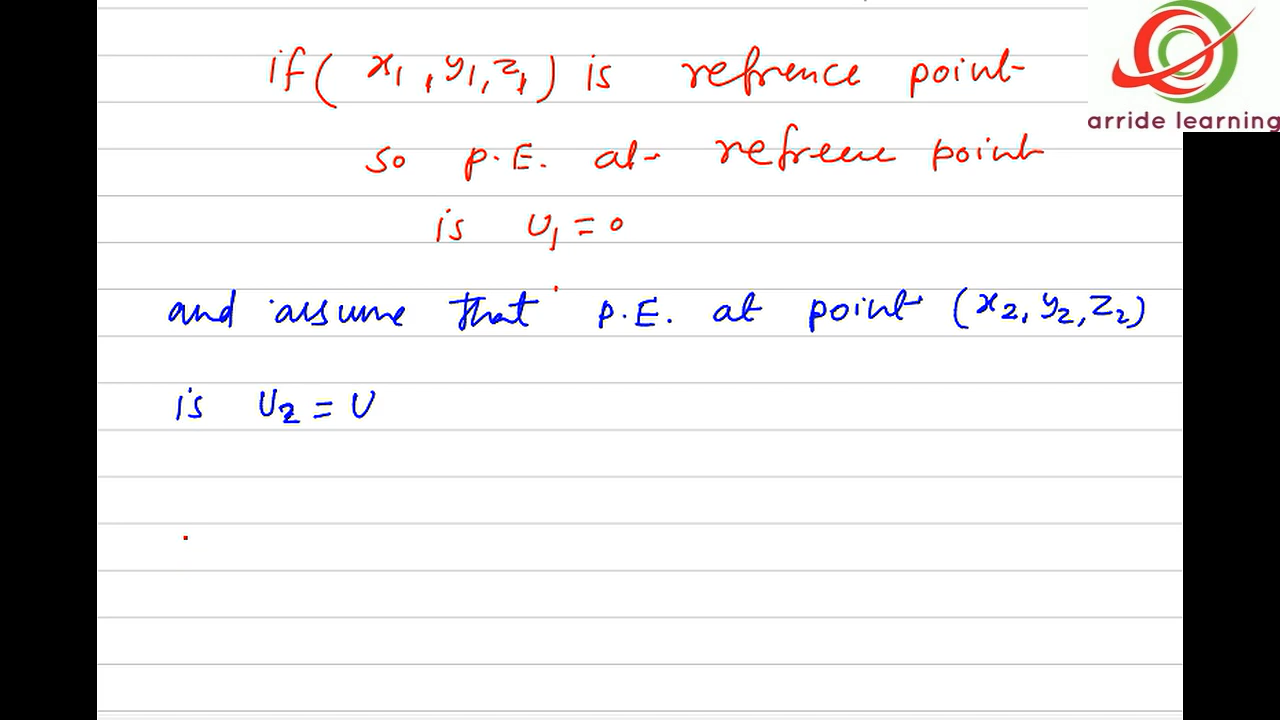 if ( x1, y1, z1 ) is refrence point
arride learning
so p.E. at refreence point
is U1 = 0
and assume that p.E. at point (x2, y2, z2)
is U2 = U